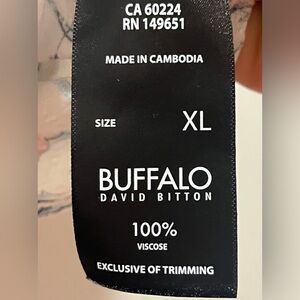 CA 60224
RN 149651
MADE IN CAMBODIA
SIZE XL
BUFFALO
DAVID BITTON
100%
VISCOSE
EXCLUSIVE OF TRIMMING